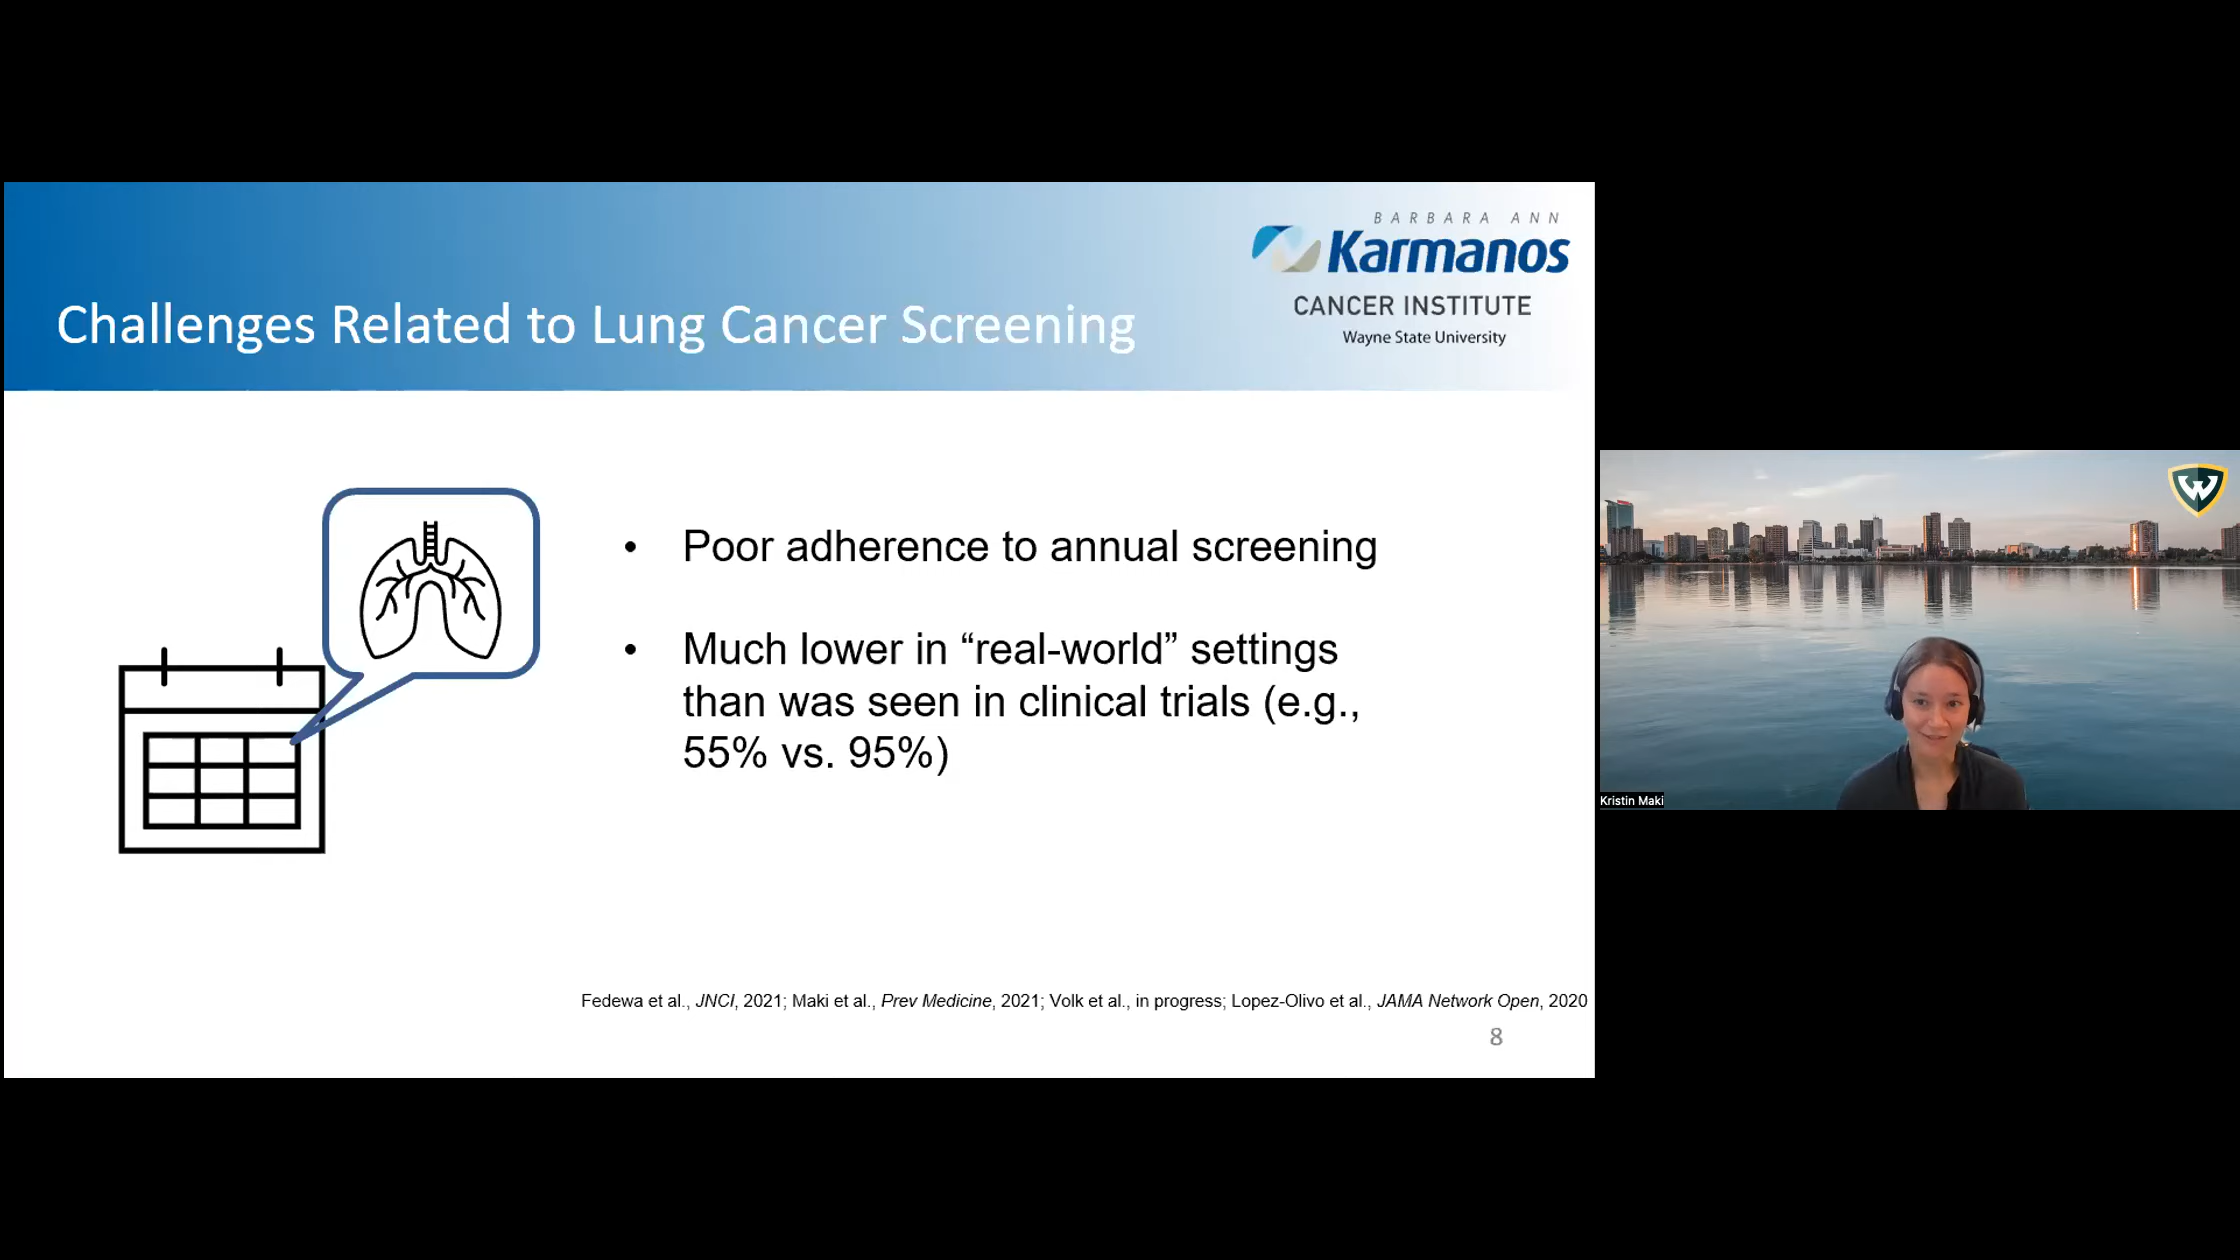 BARBARA ANN
Karmanos
CANCER INSTITUTE
Wayne State University
Challenges Related to Lung Cancer Screening
• Poor adherence to annual screening
• Much lower in “real-world” settings
than was seen in clinical trials (e.g.,
55% vs. 95%)
Fedewa et al., JNCI, 2021; Maki et al., Prev Medicine, 2021; Volk et al., in progress; Lopez-Olivo et al., JAMA Network Open, 2020
8
W
Kristin Maki